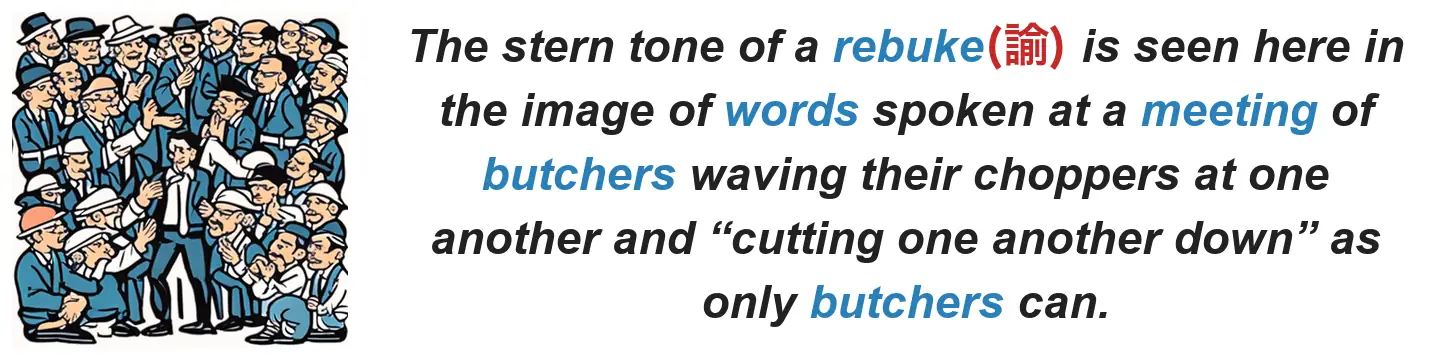 The stern tone of a rebuke(諭) is seen here in
the image of words spoken at a meeting of
butchers waving their choppers at one
another and “cutting one another down” as
only butchers can.